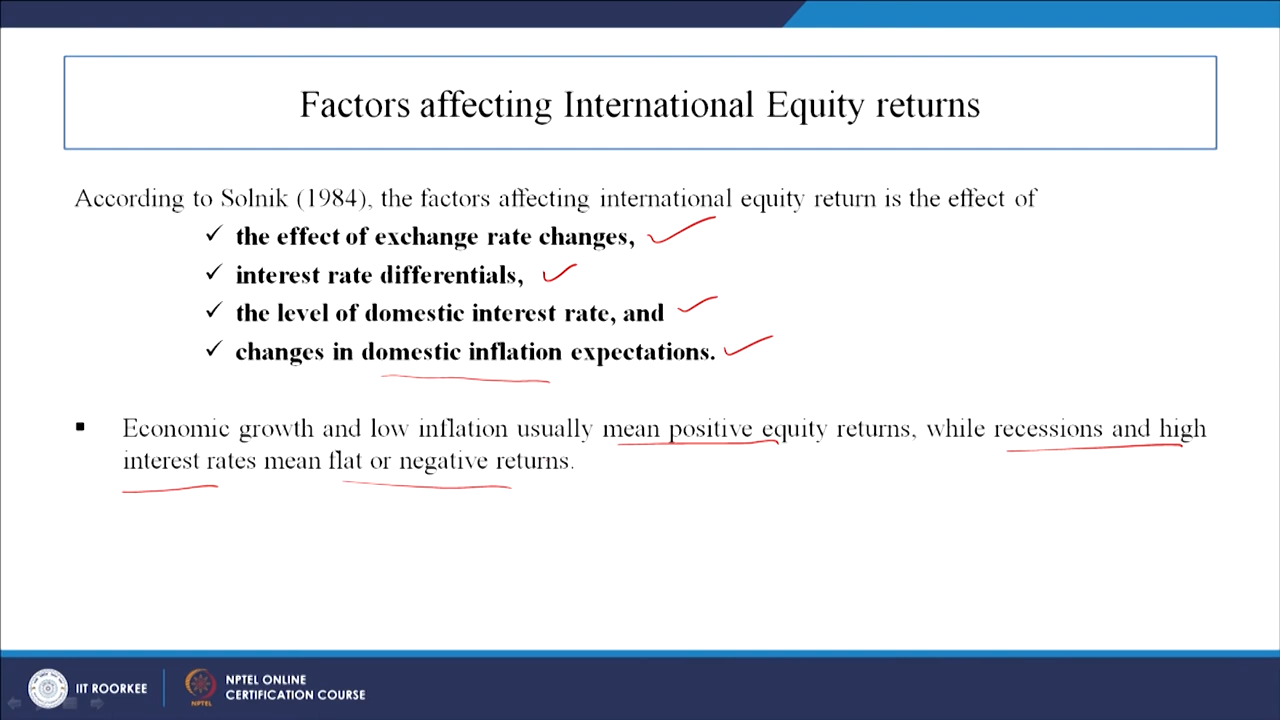 Factors affecting International Equity returns
According to Solnik (1984), the factors affecting international equity return is the effect of
✓ the effect of exchange rate changes,
✓ interest rate differentials,
✓ the level of domestic interest rate, and
✓ changes in domestic inflation expectations.
▪ Economic growth and low inflation usually mean positive equity returns, while recessions and high
interest rates mean flat or negative returns.
IIT ROORKEE
NPTEL
NPTEL ONLINE
CERTIFICATION COURSE